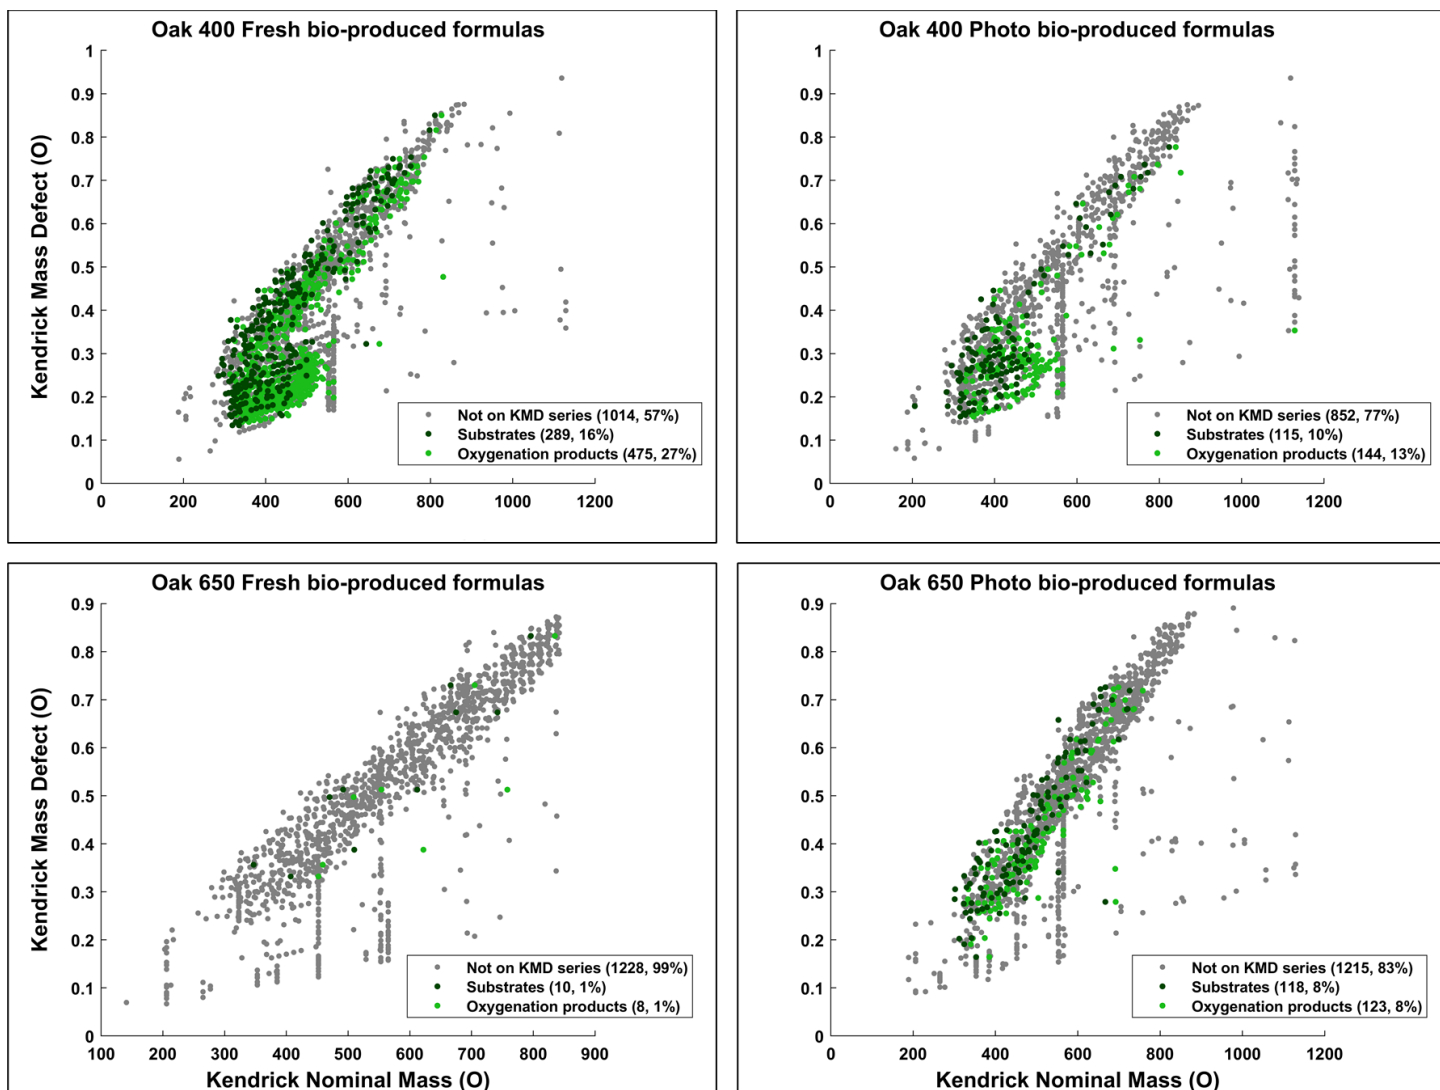 Oak 400 Fresh bio-produced formulas
1
0.9
0.8
0.7
0.6
0.5
0.4
0.3
0.2
0.1
0
Kendrick Mass Defect (O)
Not on KMD series (1014, 57%)
Substrates (289, 16%)
Oxygenation products (475, 27%)
0 200 400 600 800 1000 1200
Oak 400 Photo bio-produced formulas
1
0.9
0.8
0.7
0.6
0.5
0.4
0.3
0.2
0.1
0
Not on KMD series (852, 77%)
Substrates (115, 10%)
Oxygenation products (144, 13%)
0 200 400 600 800 1000 1200
Oak 650 Fresh bio-produced formulas
0.9
0.8
0.7
0.6
0.5
0.4
0.3
0.2
0.1
0
Kendrick Mass Defect (O)
Not on KMD series (1228, 99%)
Substrates (10, 1%)
Oxygenation products (8, 1%)
100 200 300 400 500 600 700 800 900
Kendrick Nominal Mass (O)
Oak 650 Photo bio-produced formulas
0.9
0.8
0.7
0.6
0.5
0.4
0.3
0.2
0.1
0
Not on KMD series (1215, 83%)
Substrates (118, 8%)
Oxygenation products (123, 8%)
0 200 400 600 800 1000 1200
Kendrick Nominal Mass (O)